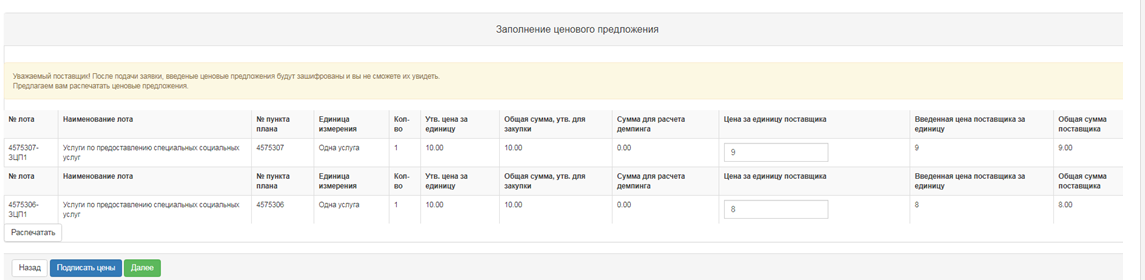 Заполнение ценового предложения
Уважаемый поставщик! После подачи заявки, введеные ценовые предложения будут зашифрованы и вы не сможете их увидеть.
Предлагаем вам распечатать ценовые предложения.
№ лота Наименование лота № пункта плана Единица измерения Кол-во Утв. цена за единицу Общая сумма, утв. для закупки Сумма для расчета демпинга Цена за единицу поставщика Введенная цена поставщика за единицу Общая сумма поставщика
4575307-ЗЦП1 Услуги по предоставлению специальных социальных услуг 4575307 Одна услуга 1 10.00 10.00 0.00 9 9 9.00
№ лота Наименование лота № пункта плана Единица измерения Кол-во Утв. цена за единицу Общая сумма, утв. для закупки Сумма для расчета демпинга Цена за единицу поставщика Введенная цена поставщика за единицу Общая сумма поставщика
4575306-ЗЦП1 Услуги по предоставлению специальных социальных услуг 4575306 Одна услуга 1 10.00 10.00 0.00 8 8 8.00
Распечатать
Назад Подписать цены Далее